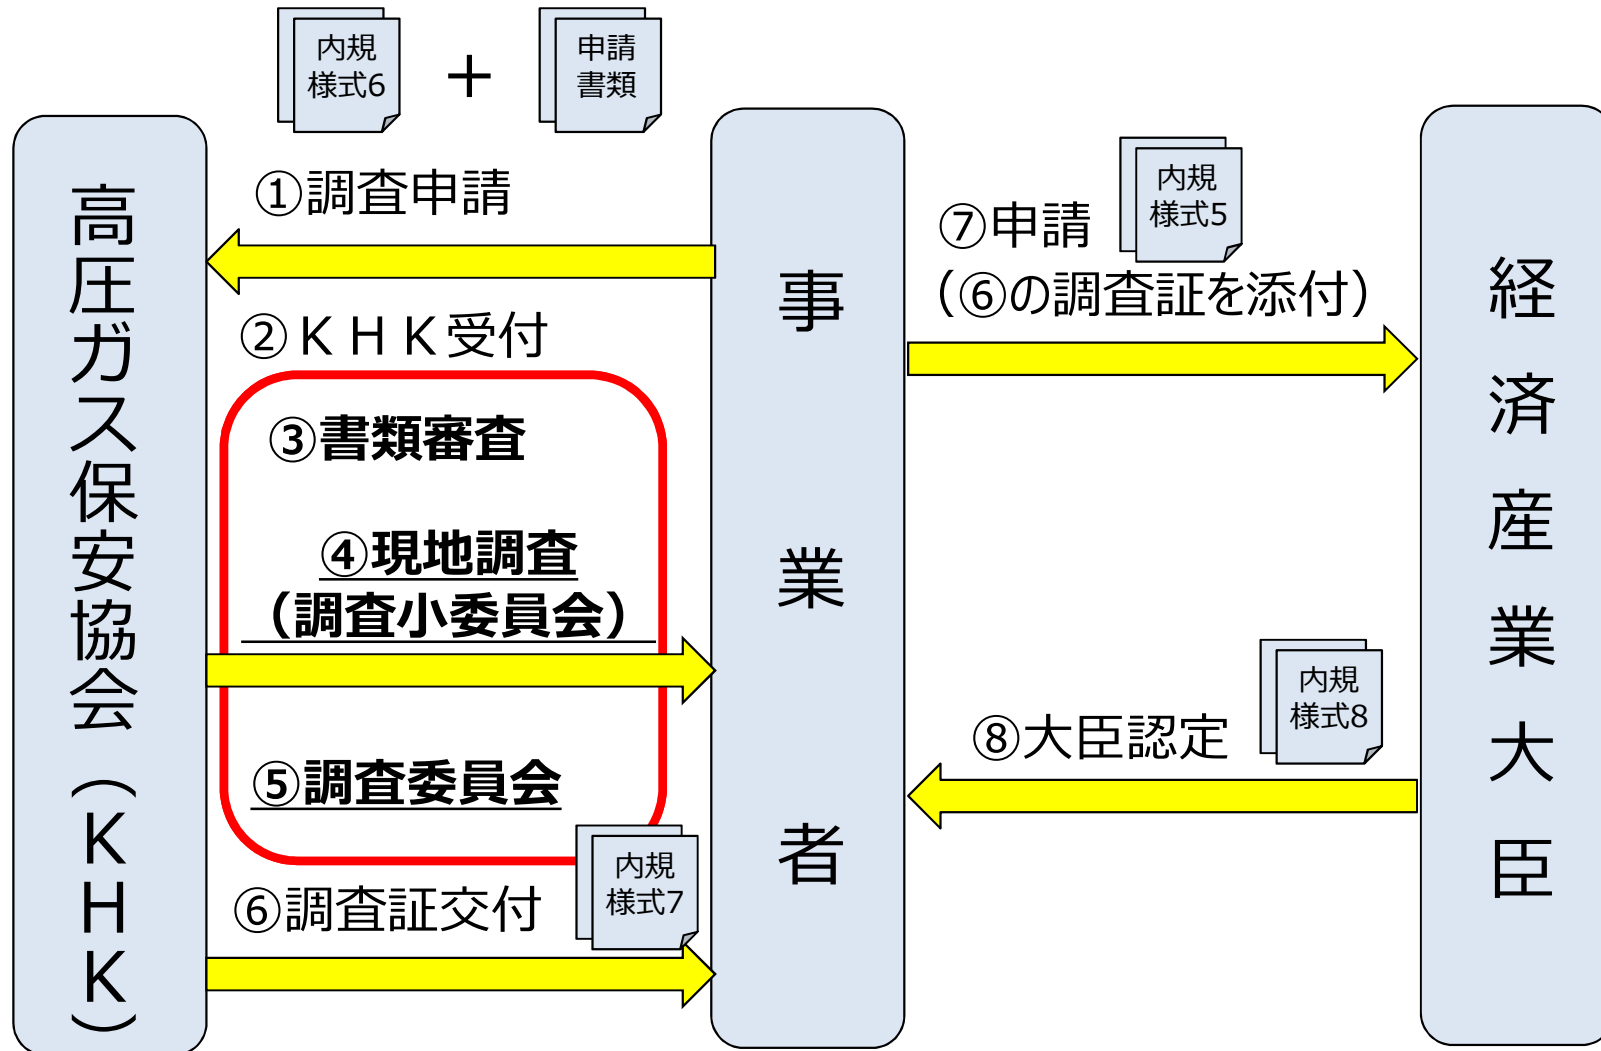 内規
様式6
＋
申請
書類
高圧ガス保安協会（ＫＨＫ）
①調査申請
②ＫＨＫ受付
③書類審査
④現地調査
（調査小委員会）
⑤調査委員会
⑥調査証交付
内規
様式7
事業者
⑦申請
（⑥の調査証を添付）
内規
様式5
⑧大臣認定
内規
様式8
経済産業大臣